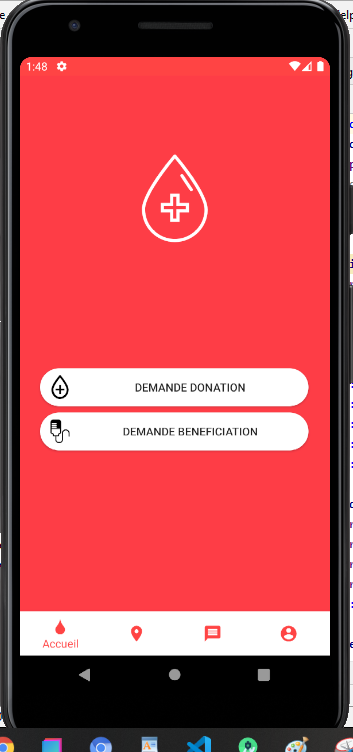 1:48
DEMANDE DONATION
DEMANDE BENEFICIATION
Accueil